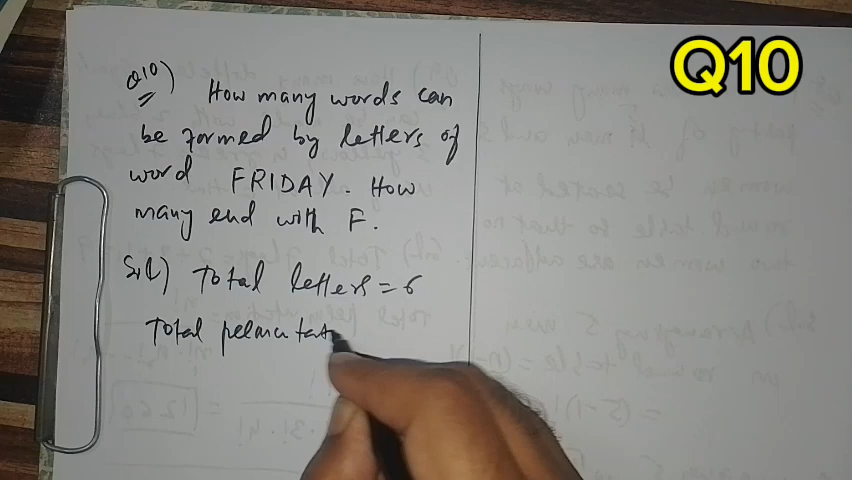 Q10
Q10) How many words can
be formed by letters of
word FRIDAY. How
many end with F.
Sol) Total letters = 6
Total permutat